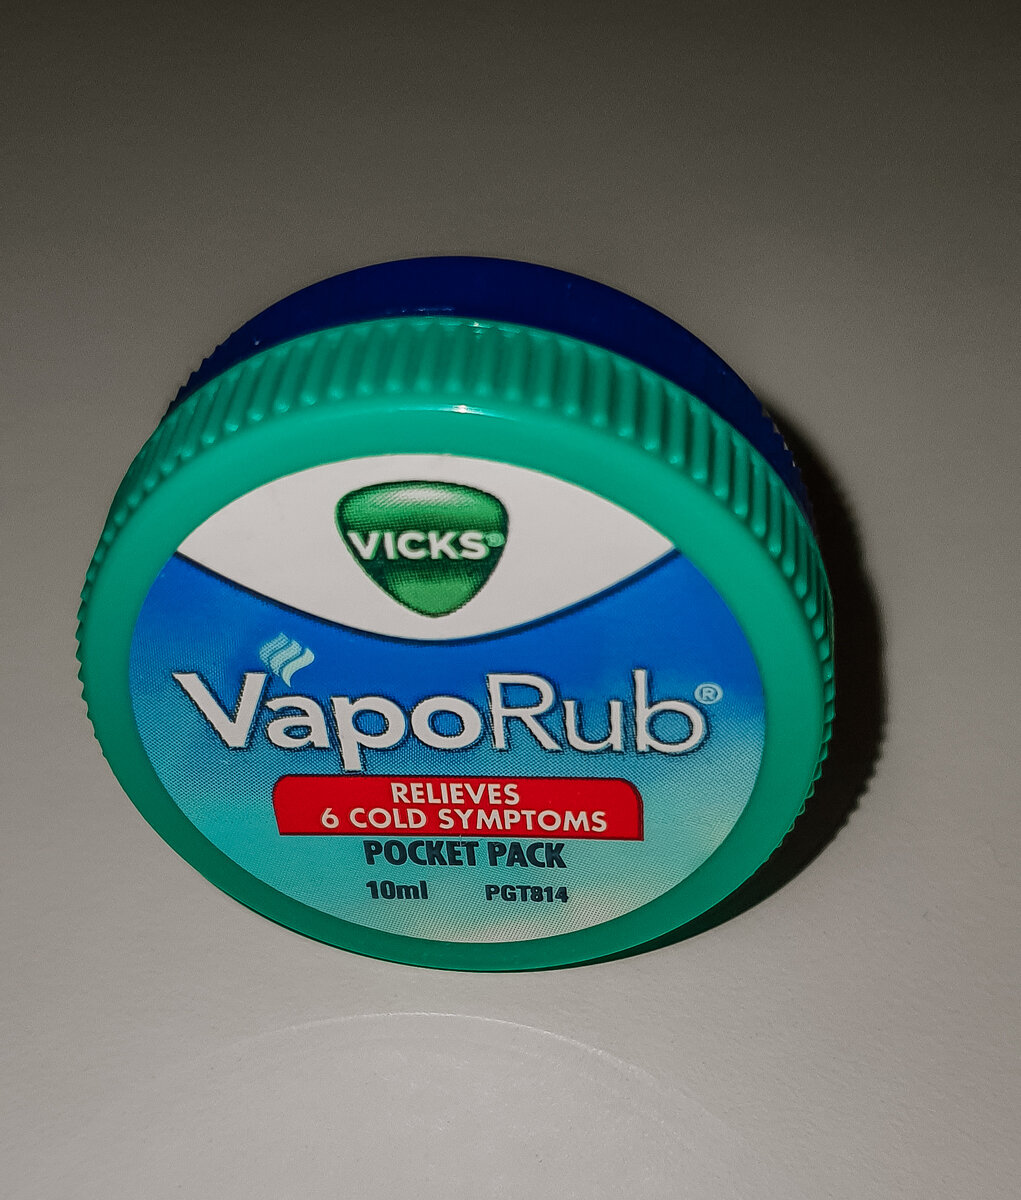 VICKS®
VapoRub®
RELIEVES
6 COLD SYMPTOMS
POCKET PACK
10ml PGT814